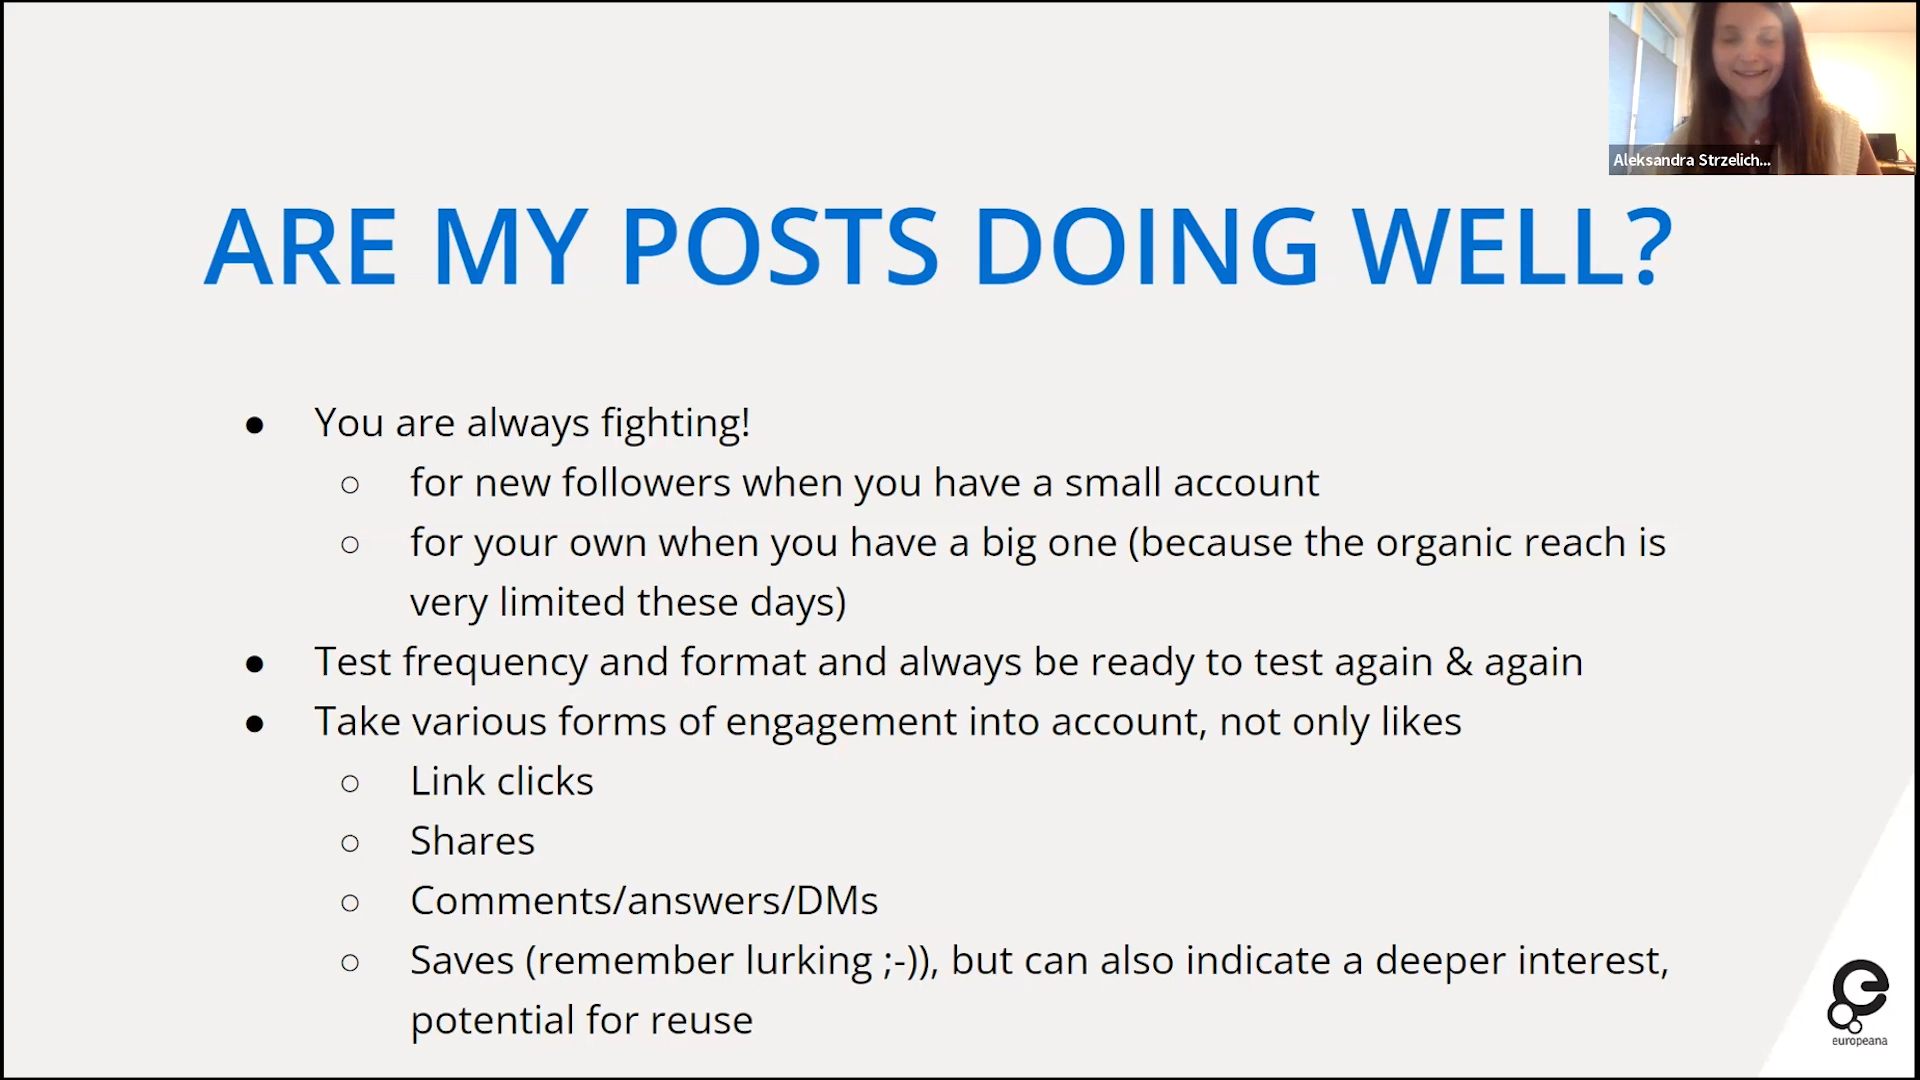 Aleksandra Strzelich...
ARE MY POSTS DOING WELL?
● You are always fighting!
○ for new followers when you have a small account
○ for your own when you have a big one (because the organic reach is
very limited these days)
● Test frequency and format and always be ready to test again & again
● Take various forms of engagement into account, not only likes
○ Link clicks
○ Shares
○ Comments/answers/DMs
○ Saves (remember lurking ;-)), but can also indicate a deeper interest,
potential for reuse
europeana